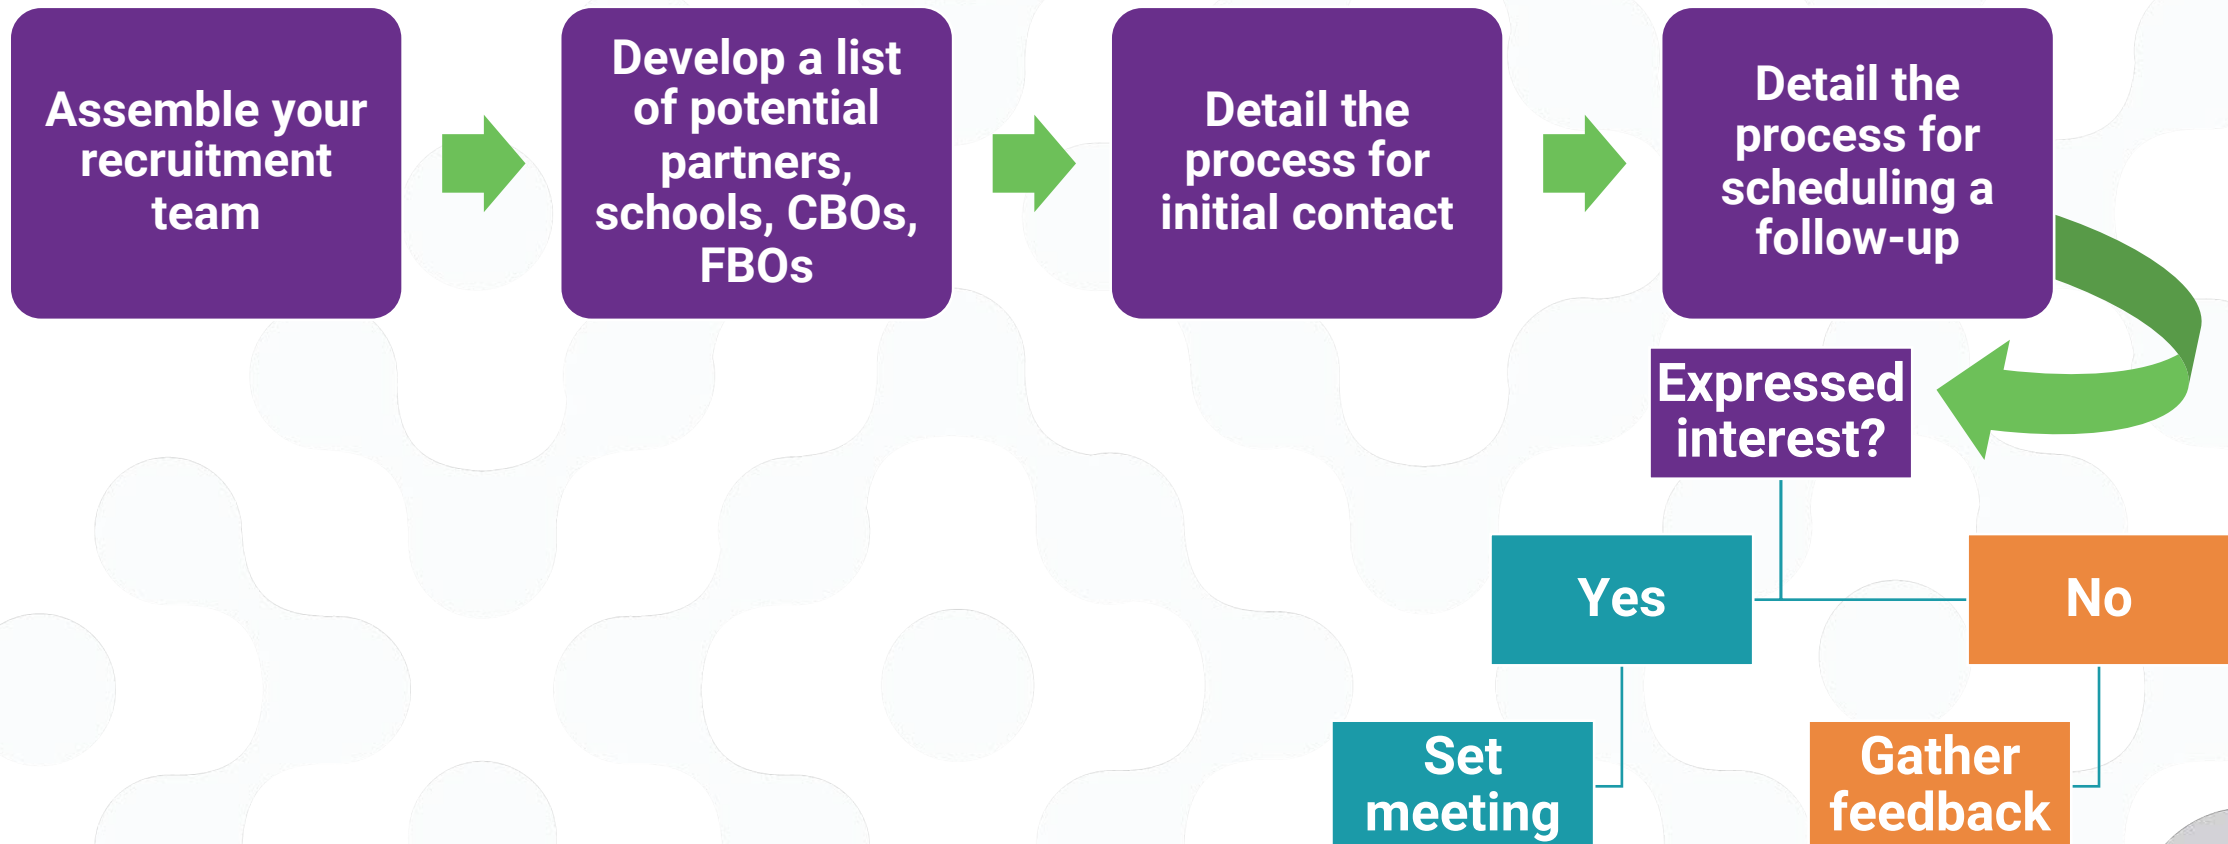 Assemble your
recruitment
team
Develop a list
of potential
partners,
schools, CBOs,
FBOs
Detail the
process for
initial contact
Detail the
process for
scheduling a
follow-up
Expressed
interest?
Yes
No
Set
meeting
Gather
feedback